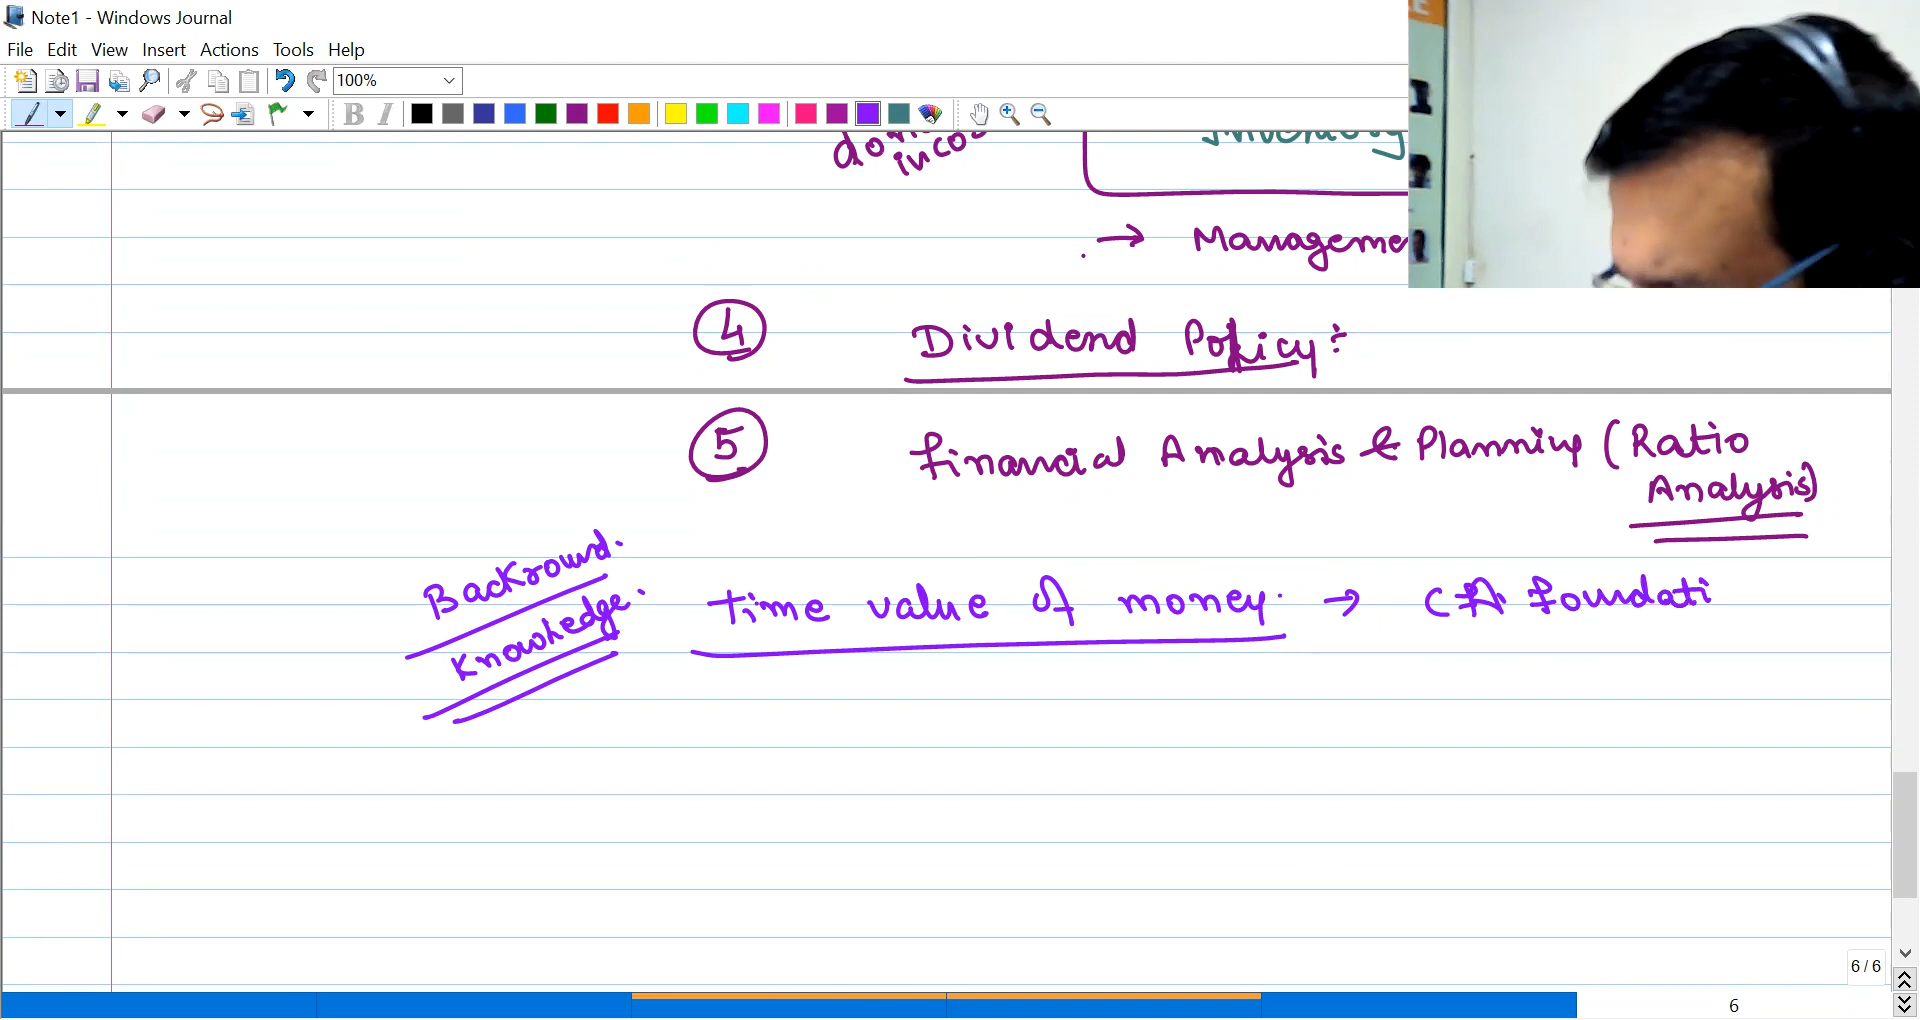 Note1 - Windows Journal
File Edit View Insert Actions Tools Help
100%
B I
→ Manageme
4 Dividend Policy:
5 Financial Analysis & Planning (Ratio
Analysis)
Backround.
Knowledge.
time value of money. → CA foundati
6 / 6
6